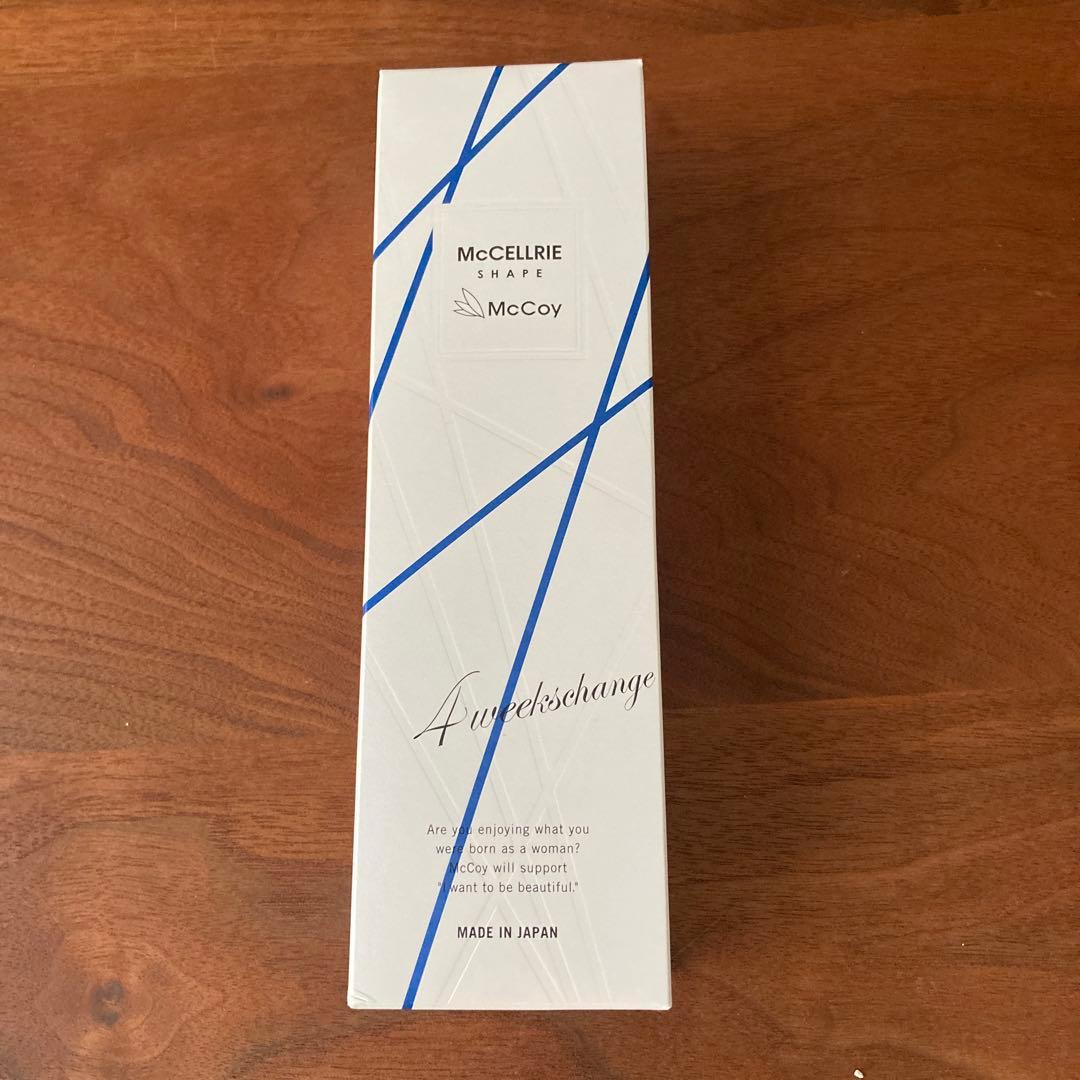 McCELLRIE
SHAPE
McCoy
4weekschange
Are you enjoying what you
were born as a woman?
McCoy will support
"I want to be beautiful."
MADE IN JAPAN